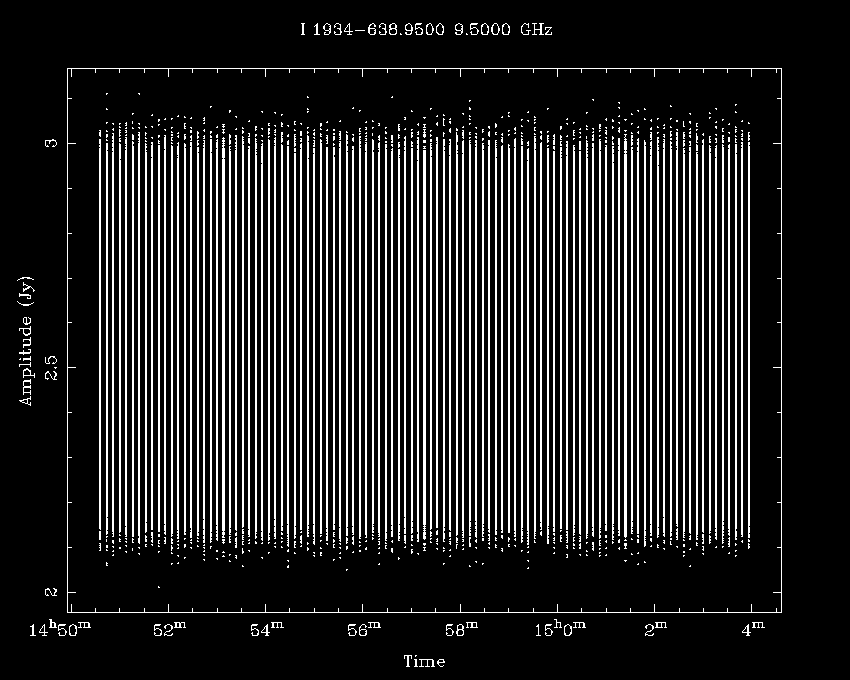 I 1934−638.9500 9.5000 GHz
Amplitude (Jy)
3
2.5
2
14ʰ50ᵐ 52ᵐ 54ᵐ 56ᵐ 58ᵐ 15ʰ0ᵐ 2ᵐ 4ᵐ
Time